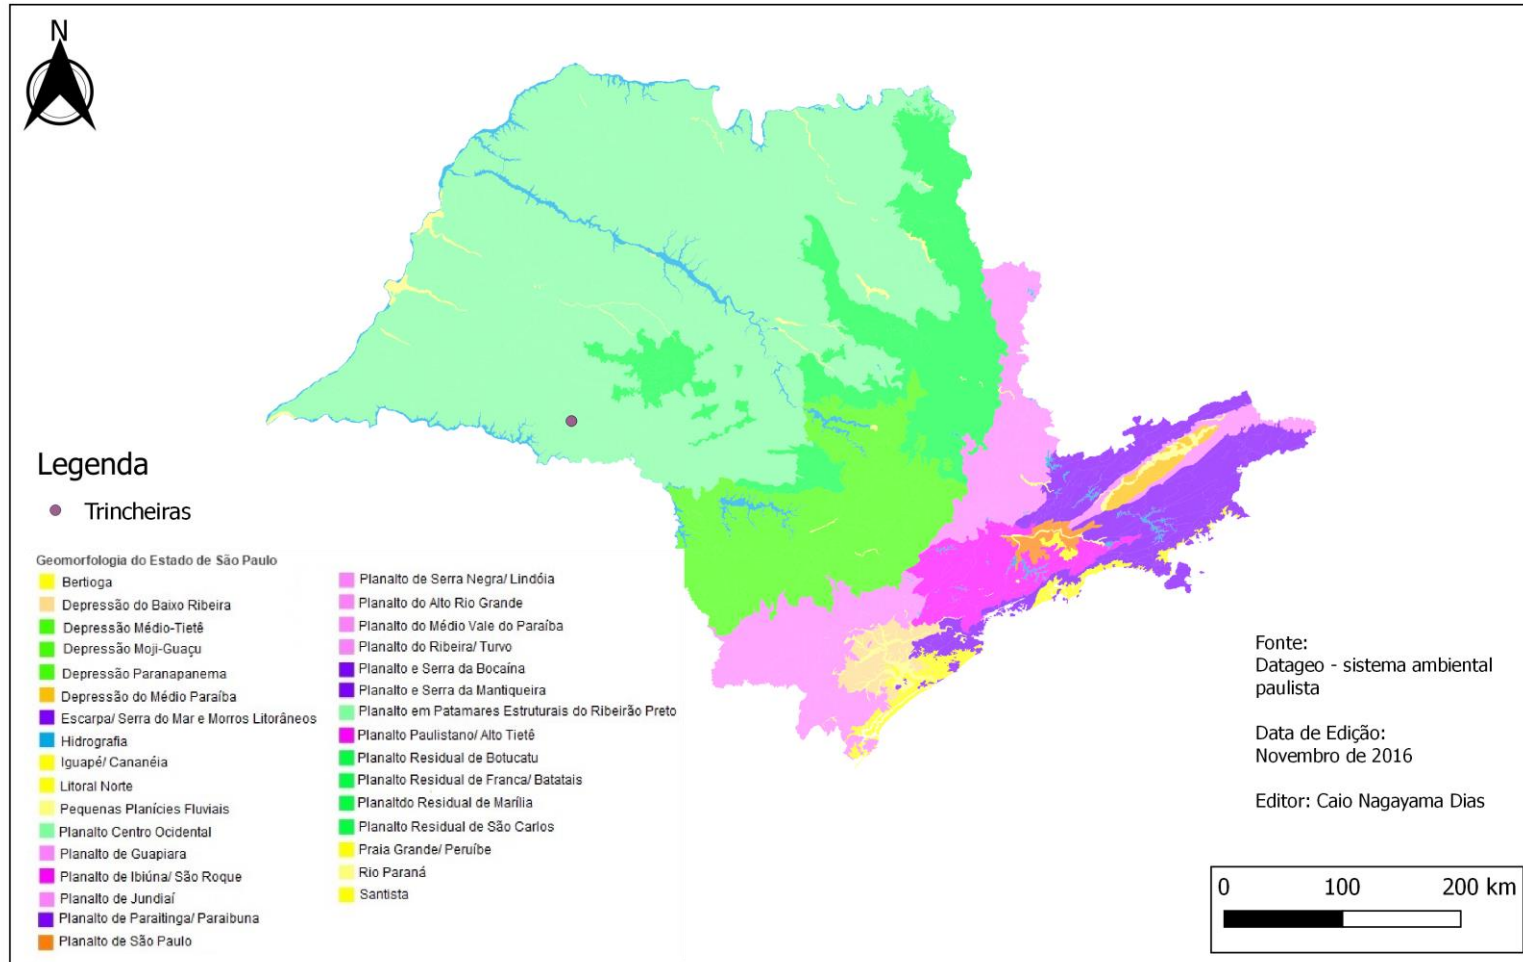 N
Legenda
Trincheiras
Geomorfologia do Estado de São Paulo
Bertioga
Depressão do Baixo Ribeira
Depressão Médio-Tietê
Depressão Moji-Guaçu
Depressão Paranapanema
Depressão do Médio Paraíba
Escarpa/ Serra do Mar e Morros Litorâneos
Hidrografia
Iguapé/ Cananéia
Litoral Norte
Pequenas Planícies Fluviais
Planalto Centro Ocidental
Planalto de Guapiara
Planalto de Ibiúna/ São Roque
Planalto de Jundiaí
Planalto de Paraitinga/ Paraibuna
Planalto de São Paulo
Planalto de Serra Negra/ Lindóia
Planalto do Alto Rio Grande
Planalto do Médio Vale do Paraíba
Planalto do Ribeira/ Turvo
Planalto e Serra da Bocaína
Planalto e Serra da Mantiqueira
Planalto em Patamares Estruturais do Ribeirão Preto
Planalto Paulistano/ Alto Tietê
Planalto Residual de Botucatu
Planalto Residual de Franca/ Batatais
Planaltdo Residual de Marília
Planalto Residual de São Carlos
Praia Grande/ Peruíbe
Rio Paraná
Santista
Fonte:
Datageo - sistema ambiental
paulista
Data de Edição:
Novembro de 2016
Editor: Caio Nagayama Dias
0 100 200 km